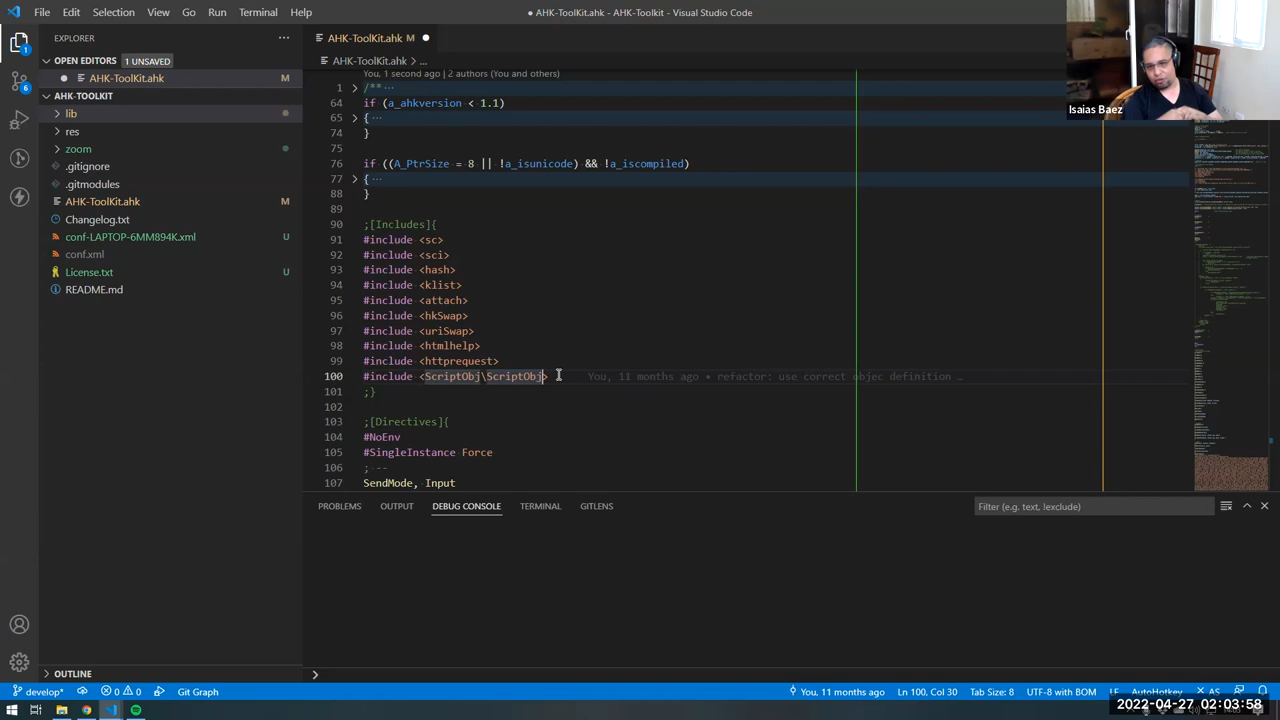 File Edit Selection View Go Run Terminal Help
● AHK-ToolKit.ahk - AHK-Toolkit - Visual Studio Code
EXPLORER
OPEN EDITORS 1 UNSAVED
AHK-ToolKit.ahk M
AHK-TOOLKIT
lib
res
zoom
.gitignore
.gitmodules
AHK-ToolKit.ahk M
Changelog.txt
conf-LAPTOP-6MM894K.xml U
conf.xml
License.txt U
README.md
OUTLINE
AHK-ToolKit.ahk M
AHK-ToolKit.ahk > ...
You, 1 second ago | 2 authors (You and others)
1 /** ...
64 if (a_ahkversion < 1.1)
65 { ...
74 }
75
76
{ ...
88 }
89
90 ;[Includes]{
91 #include <sc>
92 #include <sci>
93 #include <hash>
94 #include <klist>
95 #include <attach>
96 #include <hkSwap>
97 #include <uriSwap>
98 #include <htmlhelp>
99 #include <httprequest>
100 #include <ScriptObj\ScriptObj> You, 11 months ago • refactor: use correct objec definition …
101 ;}
102
103 ;[Directives]{
104 #NoEnv
105 #SingleInstance Force
106 ; --
107 SendMode, Input
Isaias Baez
PROBLEMS OUTPUT DEBUG CONSOLE TERMINAL GITLENS
Filter (e.g. text, !exclude)
develop* 0 0 Git Graph
You, 11 months ago Ln 100, Col 30 Tab Size: 8 UTF-8 with BOM LF AutoHotkey AS
2022-04-27 02:03:58